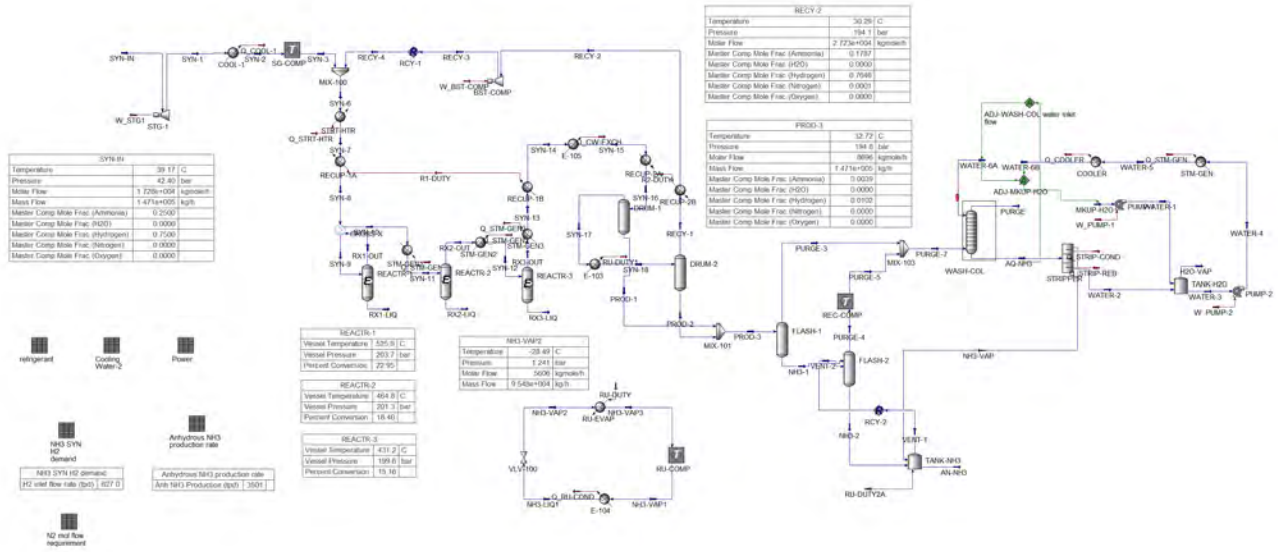 RECY-2
Temperature 30.29 C
Pressure 194.1 bar
Molar Flow 2.723e+004 kgmole/h
Master Comp Mole Frac (Ammonia) 0.1787
Master Comp Mole Frac (H2O) 0.0000
Master Comp Mole Frac (Hydrogen) 0.7646
Master Comp Mole Frac (Nitrogen) 0.0001
Master Comp Mole Frac (Oxygen) 0.0000
SYN-IN
SYN-1
COOL-1
Q_COOL-1
SYN-2
SG-COMP
SYN-3
RECY-4
RCY-1
RECY-3
RECY-2
W_STG1
STG-1
MIX-100
W_BST-COMP
BST-COMP
SYN-6
Q_STRT-HTR
STRT-HTR
SYN-7
RECUP-1A
R1-DUTY
SYN-8
SYN-9
RX1-OUT
REACTR-1
RX1-LIQ
SYN-11
RX2-OUT
REACTR-2
RX2-LIQ
STM-GEN2
SYN-12
STM-GEN3
SYN-13
RECUP-1B
REACTR-3
RX3-LIQ
SYN-14
E-105
Q_CW-EXCH
SYN-15
RECUP-2B
SYN-16
DRUM-1
SYN-17
E-103
RU-DUTY1
SYN-18
RECY-1
DRUM-2
PROD-1
PROD-2
MIX-101
PROD-3
FLASH-1
NH3-1
VENT-2
FLASH-2
PURGE-3
PURGE-4
REC-COMP
PURGE-5
MIX-103
PURGE-7
NH3-2
RCY-2
VENT-1
TANK-NH3
AN-NH3
RU-DUTY2A
NH3-VAP
PROD-3
Temperature 32.72 C
Pressure 194.6 bar
Molar Flow 8696 kgmole/h
Mass Flow 1.471e+005 kg/h
Master Comp Mole Frac (Ammonia)
Master Comp Mole Frac (H2O) 0.0000
Master Comp Mole Frac (Hydrogen) 0.0102
Master Comp Mole Frac (Nitrogen) 0.0000
Master Comp Mole Frac (Oxygen) 0.0000
ADJ-WASH-COL water inlet
flow
WATER-6A
WATER-6B
Q_COOLER
COOLER
WATER-5
Q_STM-GEN
STM-GEN
ADJ-MKUP-H2O
MKUP-H2O
W_PUMP-1
WATER-1
PURGE
WASH-COL
AQ-NH3
STRIPPER
Q_STRIP-COND
STRIP-REB
WATER-2
H2O-VAP
TANK-H2O
WATER-3
PUMP-2
W_PUMP-2
WATER-4
SYN-IN
Temperature 39.17 C
Pressure 42.40 bar
Molar Flow 1.728e+004 kgmole/h
Mass Flow 1.471e+005 kg/h
Master Comp Mole Frac (Ammonia) 0.2500
Master Comp Mole Frac (H2O) 0.0000
Master Comp Mole Frac (Hydrogen) 0.7500
Master Comp Mole Frac (Nitrogen) 0.0000
Master Comp Mole Frac (Oxygen) 0.0000
REACTR-1
Vessel Temperature 525.9 C
Vessel Pressure 203.7 bar
Percent Conversion 22.95
REACTR-2
Vessel Temperature 464.8 C
Vessel Pressure 201.3 bar
Percent Conversion 18.46
REACTR-3
Vessel Temperature 431.2 C
Vessel Pressure 199.6 bar
Percent Conversion 15.16
NH3-VAP2
Temperature -28.49 C
Pressure 1.241 bar
Molar Flow 5606 kgmole/h
Mass Flow 9.548e+004 kg/h
RU-DUTY
NH3-VAP2
RU-EVAP
NH3-VAP3
VLV-100
RU-COMP
NH3-LIQ1
Q_RU-COND
E-104
NH3-VAP1
refrigerant
Cooling
Water-2
Power
NH3 SYN
H2
demand
Anhydrous NH3
production rate
NH3 SYN H2 demand
H2 inlet flow rate (tpd) 627.0
Anhydrous NH3 production rate
Anh NH3 Production (tpd) 3501
N2 mol flow
requirement